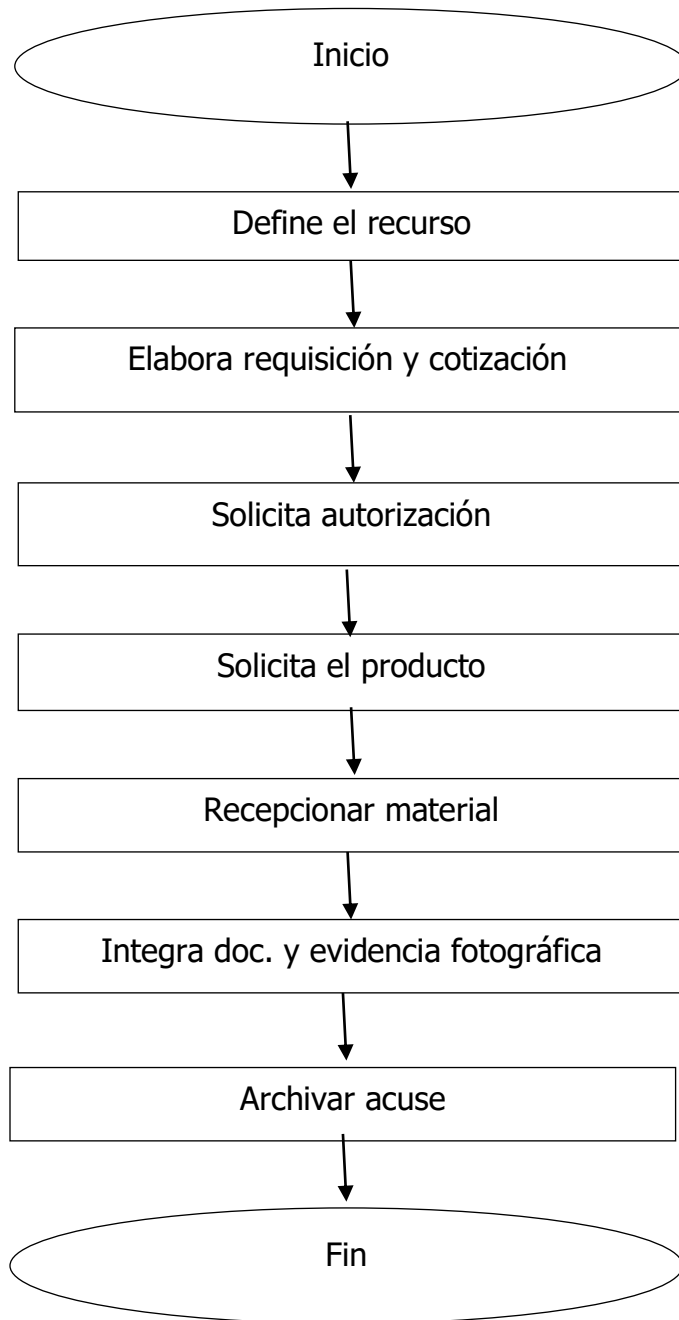 Inicio
Define el recurso
Elabora requisición y cotización
Solicita autorización
Solicita el producto
Recepcionar material
Integra doc. y evidencia fotográfica
Archivar acuse
Fin